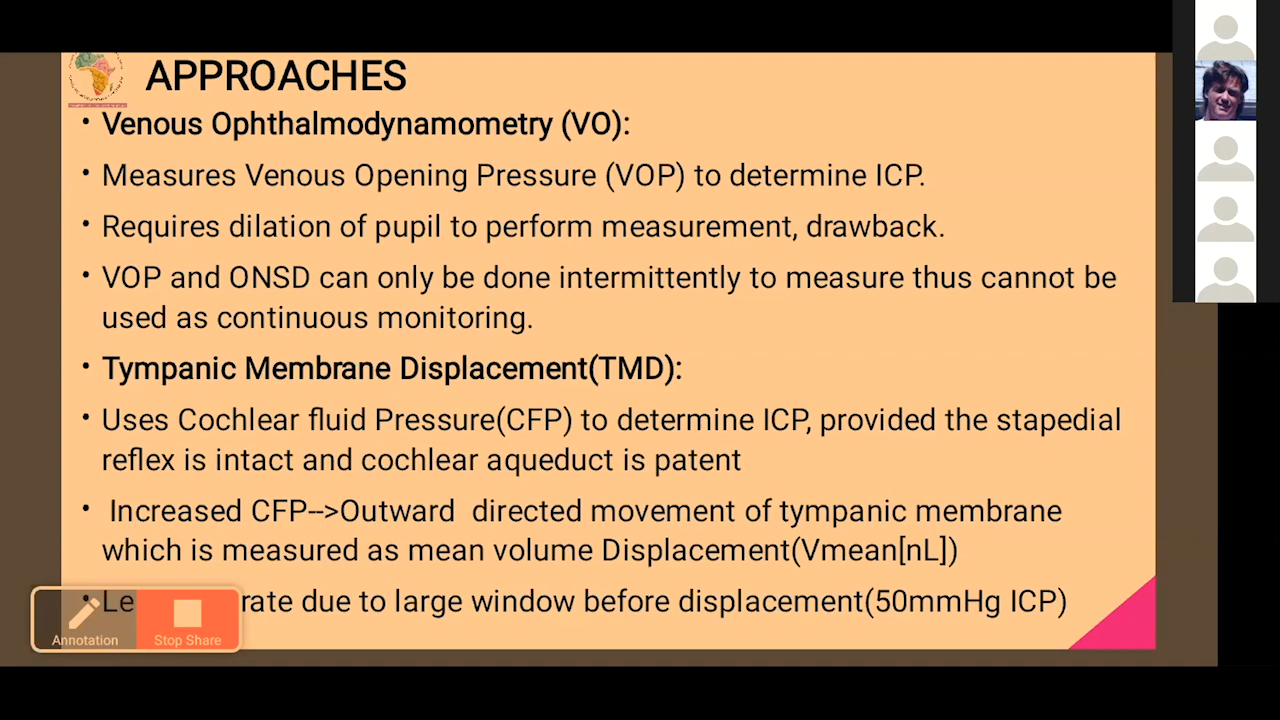 APPROACHES
• Venous Ophthalmodynamometry (VO):
• Measures Venous Opening Pressure (VOP) to determine ICP.
• Requires dilation of pupil to perform measurement, drawback.
• VOP and ONSD can only be done intermittently to measure thus cannot be
used as continuous monitoring.
• Tympanic Membrane Displacement(TMD):
• Uses Cochlear fluid Pressure(CFP) to determine ICP, provided the stapedial
reflex is intact and cochlear aqueduct is patent
• Increased CFP-->Outward directed movement of tympanic membrane
which is measured as mean volume Displacement(Vmean[nL])
• due to large window before displacement(50mmHg ICP)
Annotation
Stop Share